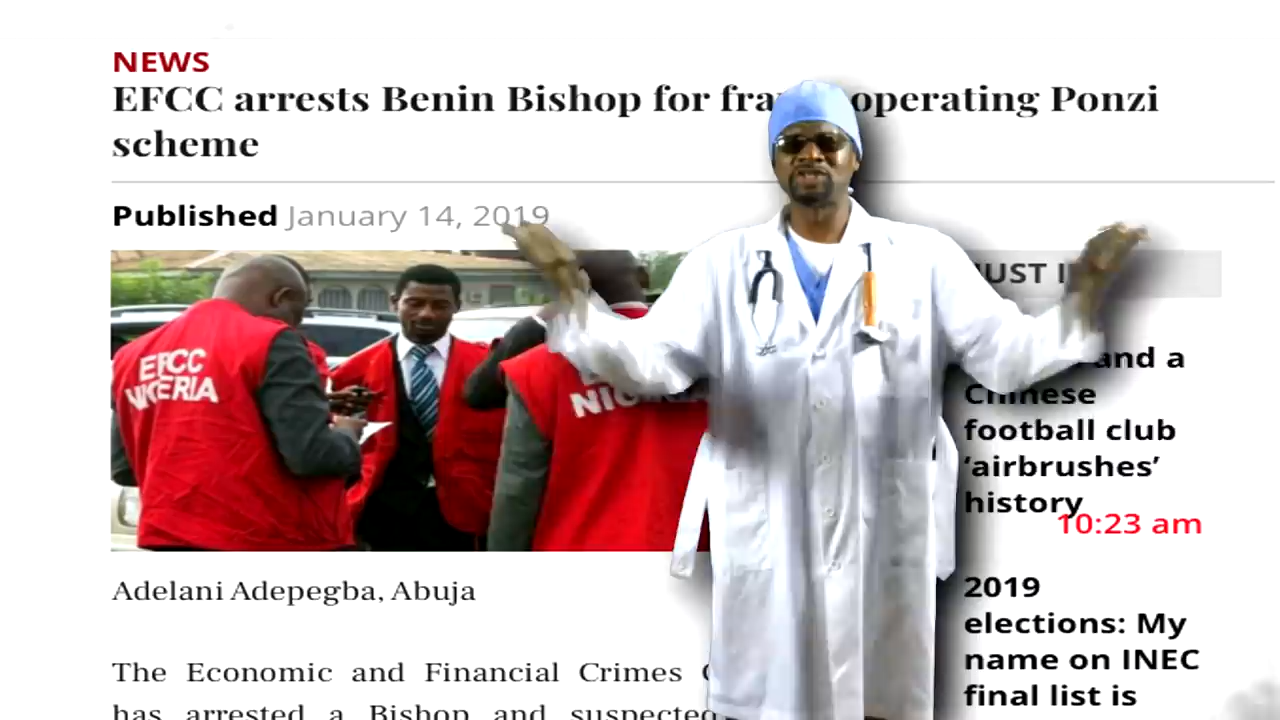 NEWS
EFCC arrests Benin Bishop for operating Ponzi
scheme
Published January 14, 2019
EFCC
NIGERIA
JUST
and a
Chinese
football club
‘airbrushes’
history
10:23 am
Adelani Adepegba, Abuja
2019
elections: My
name on INEC
final list is
The Economic and Financial Crimes
has arrested a Bishop and suspected